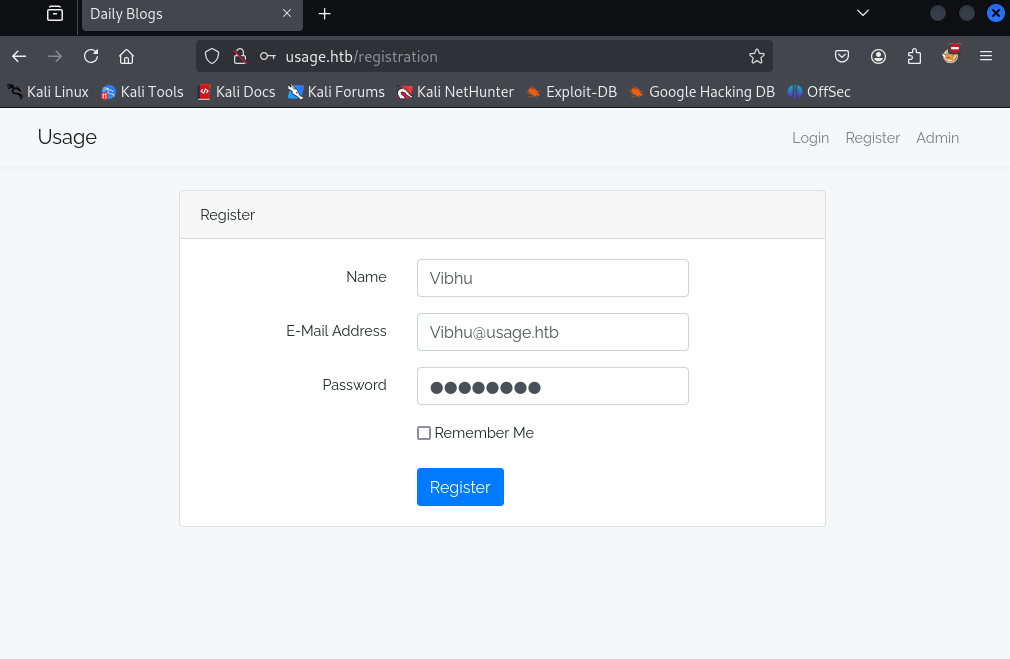 Daily Blogs
usage.htb/registration
Kali Linux Kali Tools Kali Docs Kali Forums Kali NetHunter Exploit-DB Google Hacking DB OffSec
Usage Login Register Admin
Register
Name Vibhu
E-Mail Address Vibhu@usage.htb
Password ●●●●●●●●
Remember Me
Register